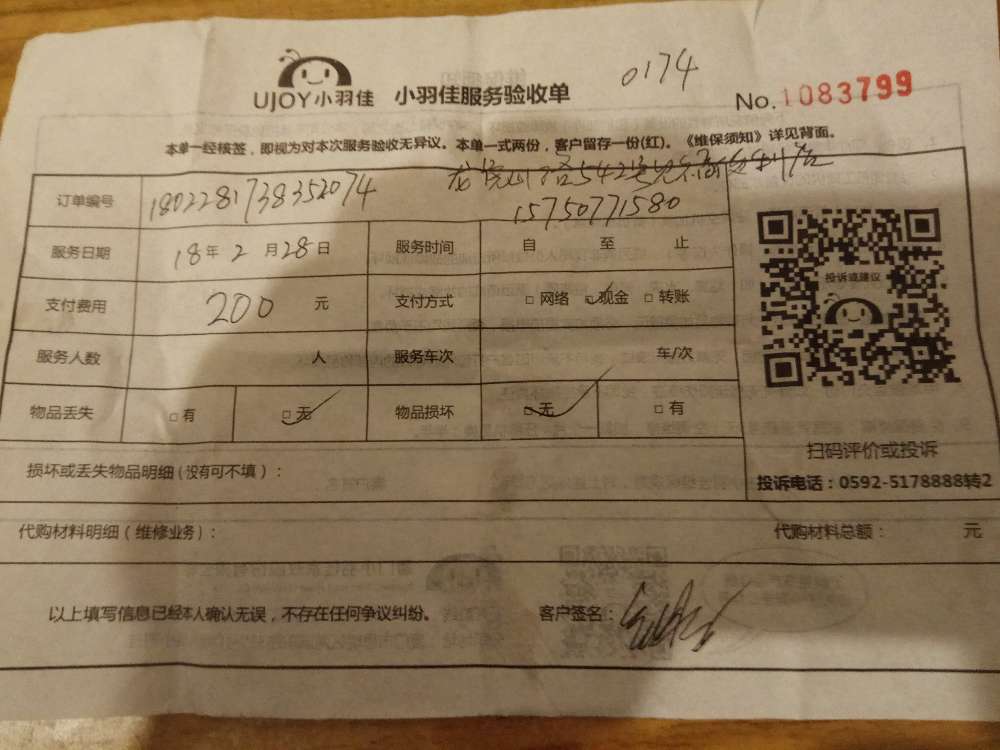 0174
UJOY小羽佳 小羽佳服务验收单
No.1083799
本单一经核签，即视为对本次服务验收无异议。本单一式两份，客户留存一份(红)。《维保须知》详见背面。
订单编号 1802281738352074
15750771580
服务日期 18年2月28日 服务时间 自 至 止
支付费用 200 元 支付方式 □网络 □现金 □转账
服务人数 人 服务车次 车/次
物品丢失 □有 □无 物品损坏 □无 □有
投诉或建议
扫码评价或投诉
投诉电话：0592-5178888转2
损坏或丢失物品明细(没有可不填)：
代购材料明细(维修业务)： 代购材料总额： 元
以上填写信息已经本人确认无误，不存在任何争议纠纷。 客户签名：